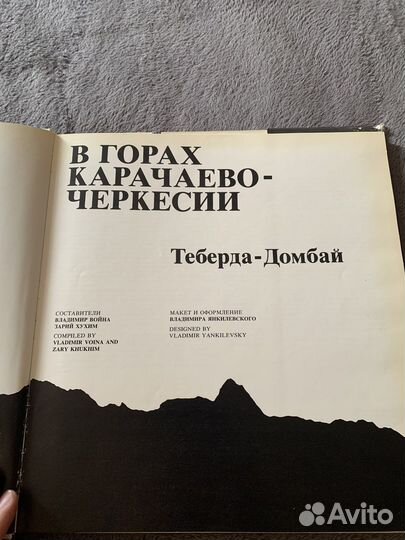 В ГОРАХ
КАРАЧАЕВО-
ЧЕРКЕСИИ
Теберда-Домбай
СОСТАВИТЕЛИ
ВЛАДИМИР ВОЙНА
ЗАРИЙ ХУХИМ
COMPILED BY
VLADIMIR VOINA AND
ZARY KHUKHIM
МАКЕТ И ОФОРМЛЕНИЕ
ВЛАДИМИРА ЯНКИЛЕВСКОГО
DESIGNED BY
VLADIMIR YANKILEVSKY
Avito